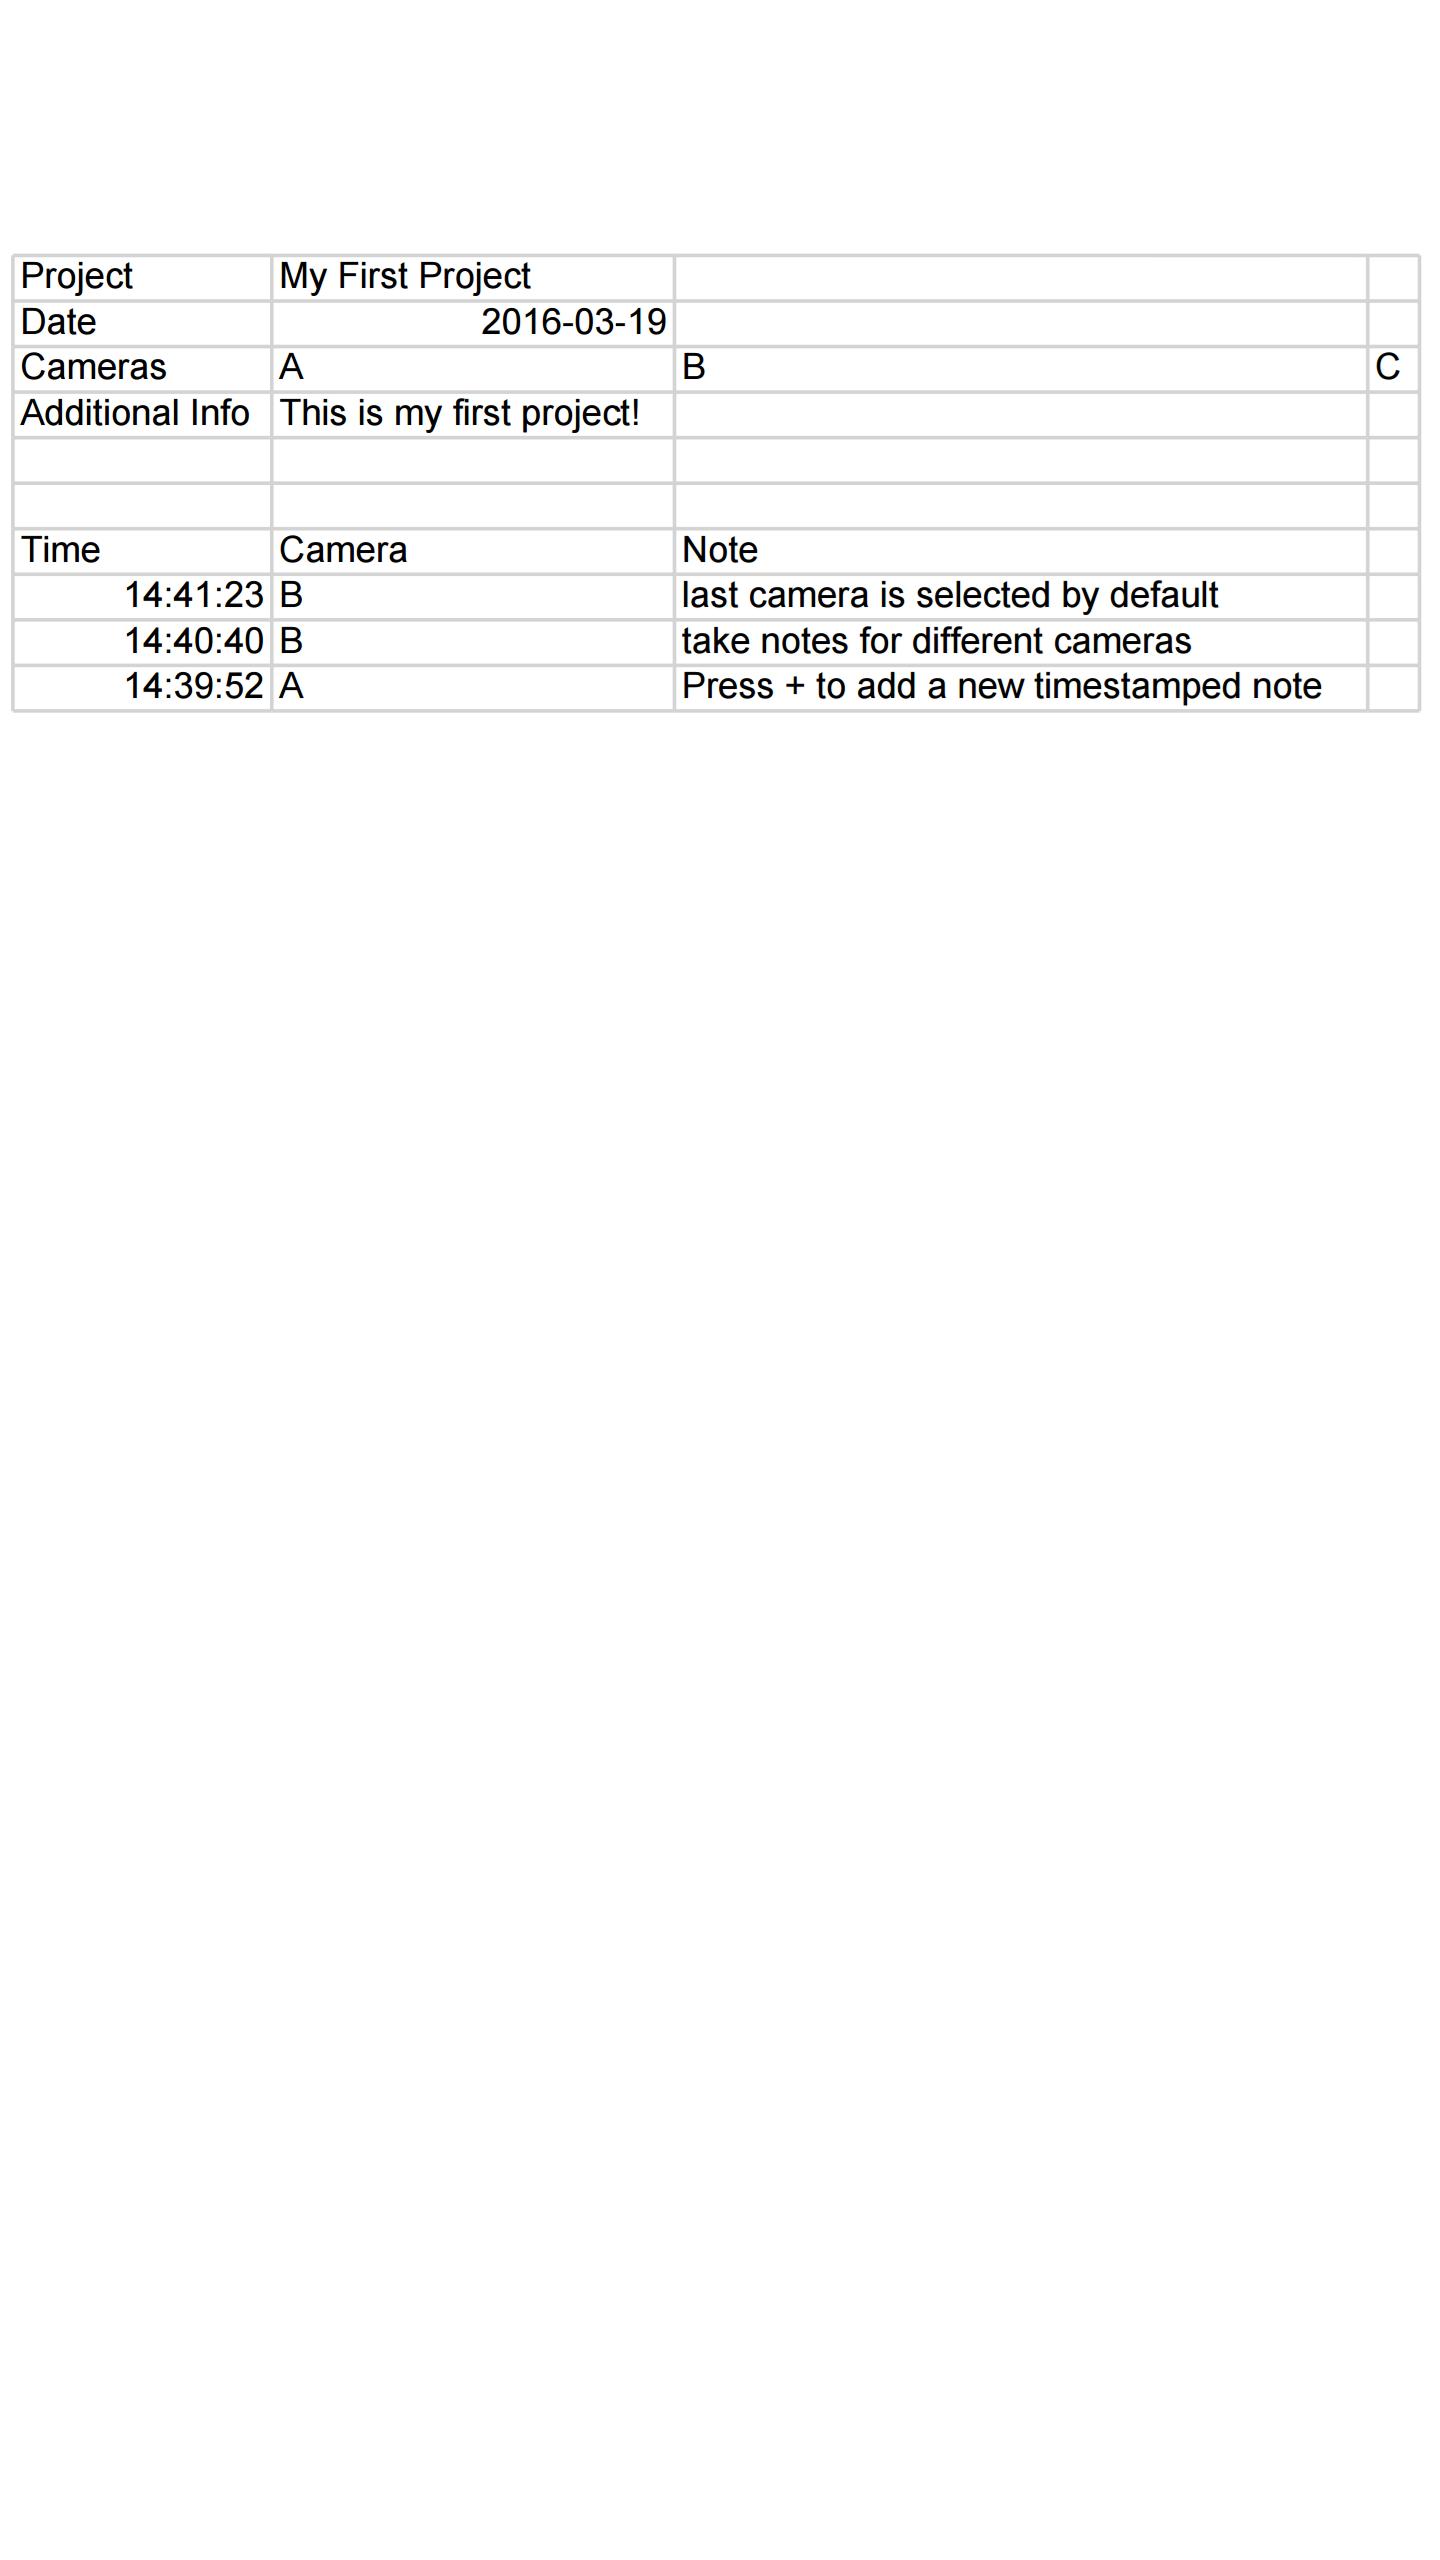 Project My First Project
Date 2016-03-19
Cameras A B C
Additional Info This is my first project!
Time Camera Note
14:41:23 B last camera is selected by default
14:40:40 B take notes for different cameras
14:39:52 A Press + to add a new timestamped note